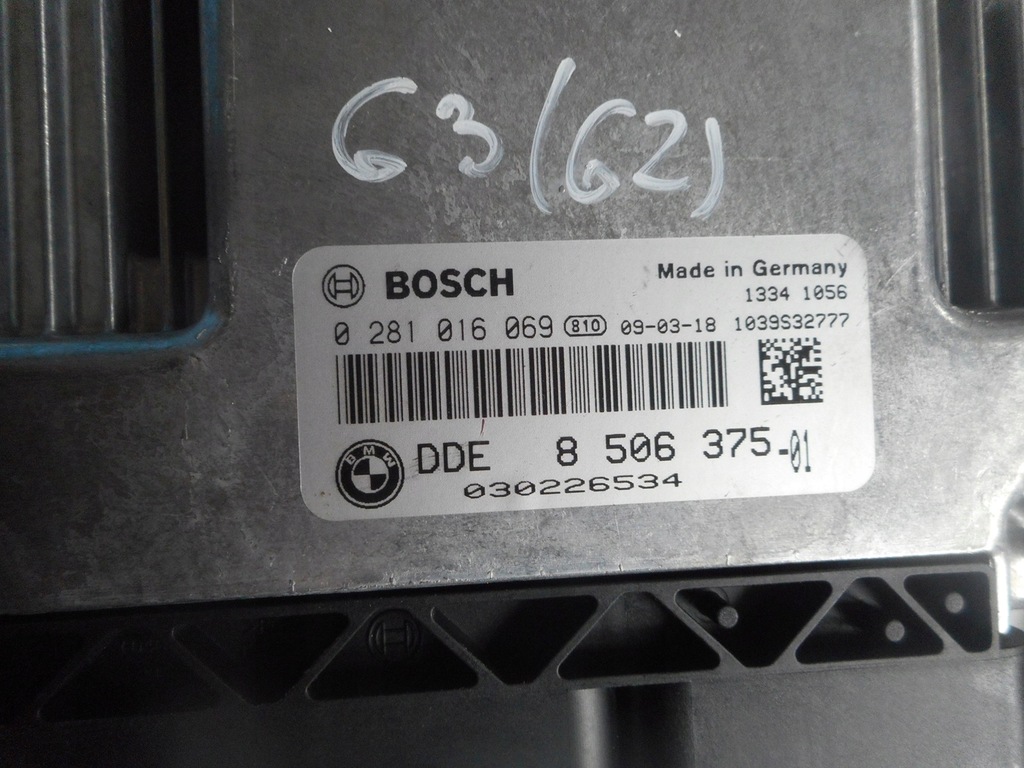 G3 (G2)
BOSCH
Made in Germany
1334 1056
0 281 016 069 810 09-03-18 1039S32777
BMW
DDE 8 506 375-01
030226534